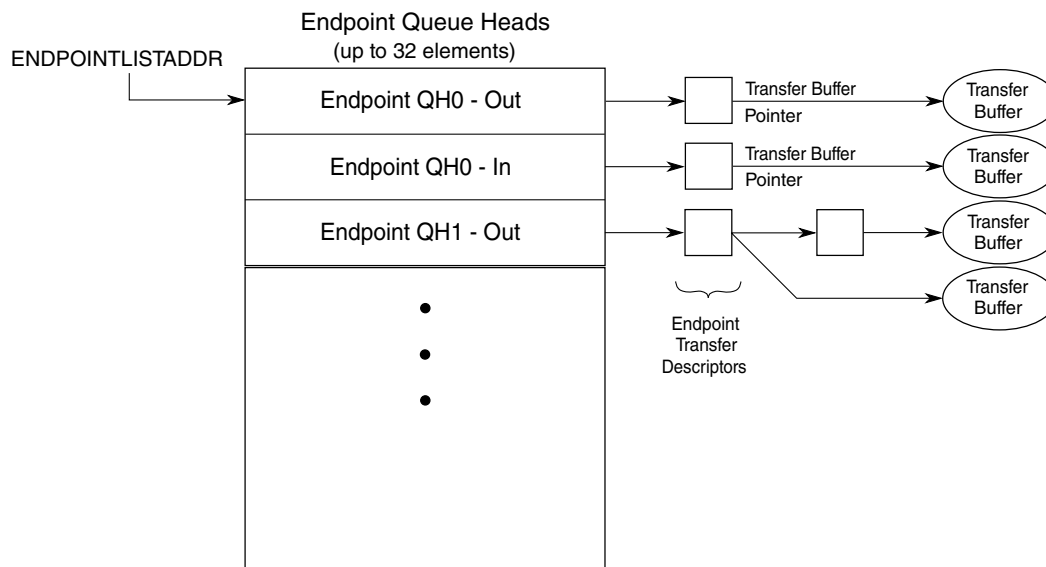 Endpoint Queue Heads
(up to 32 elements)
ENDPOINTLISTADDR
Endpoint QH0 - Out
Transfer Buffer
Pointer
Transfer
Buffer
Endpoint QH0 - In
Transfer Buffer
Pointer
Transfer
Buffer
Endpoint QH1 - Out
Transfer
Buffer
Transfer
Buffer
Endpoint
Transfer
Descriptors